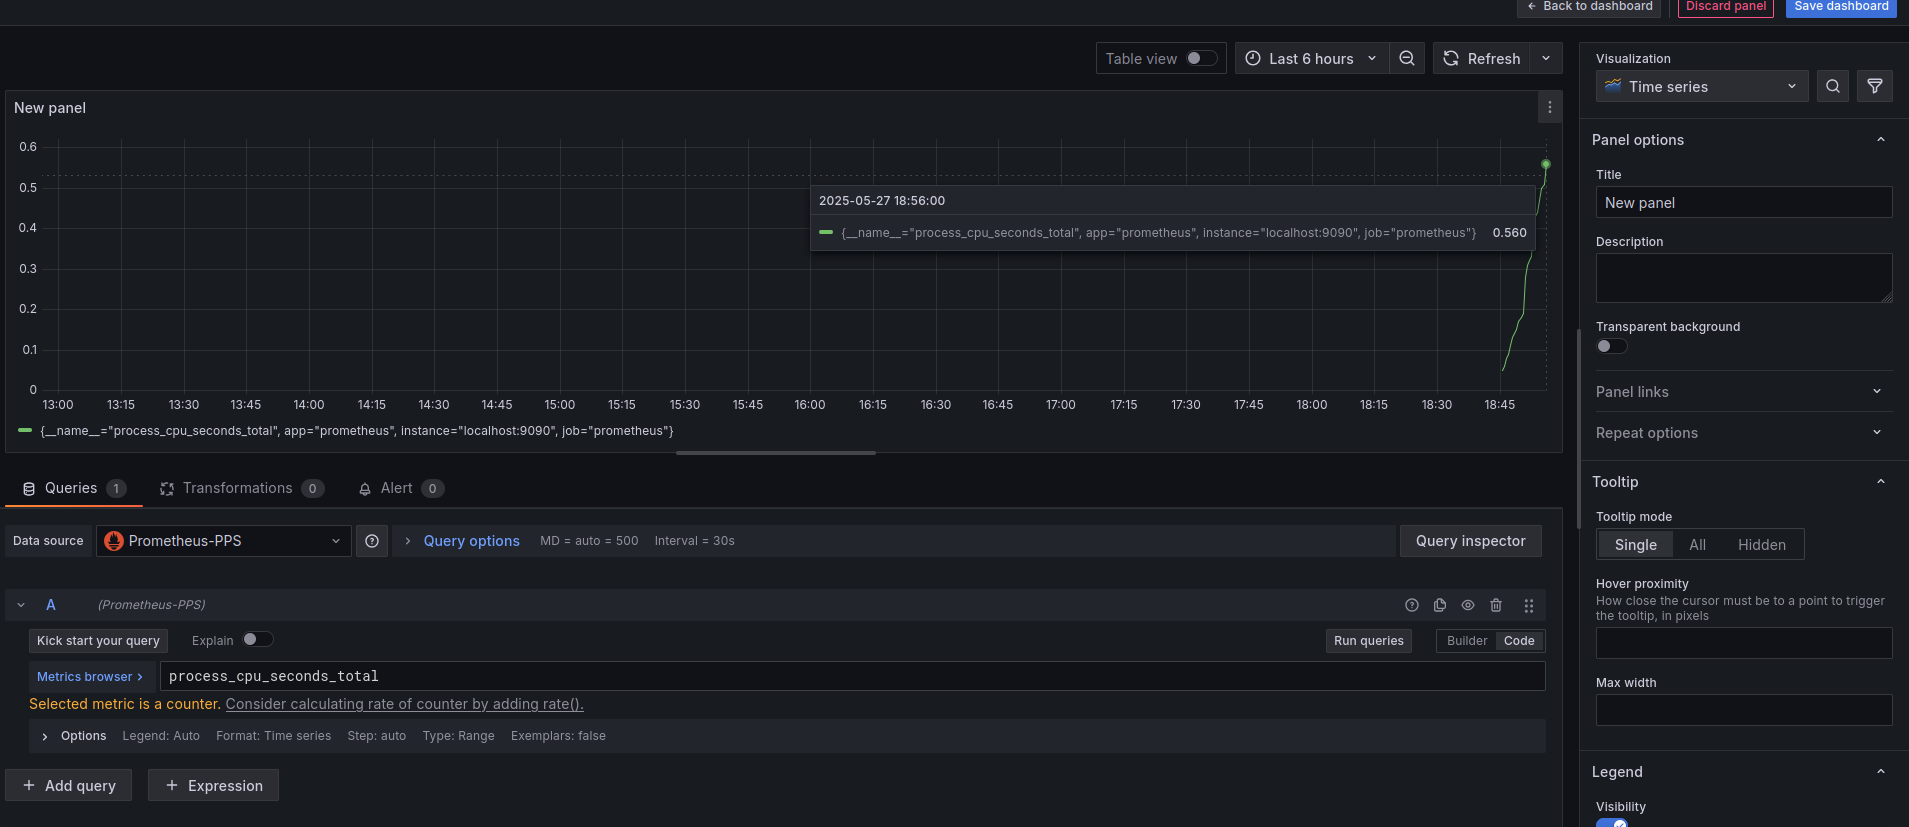 Back to dashboard
Discard panel
Save dashboard
Table view
Last 6 hours
Refresh
New panel
0.6
0.5
0.4
0.3
0.2
0.1
0
2025-05-27 18:56:00
{__name__="process_cpu_seconds_total", app="prometheus", instance="localhost:9090", job="prometheus"} 0.560
13:00 13:15 13:30 13:45 14:00 14:15 14:30 14:45 15:00 15:15 15:30 15:45 16:00 16:15 16:30 16:45 17:00 17:15 17:30 17:45 18:00 18:15 18:30 18:45
{__name__="process_cpu_seconds_total", app="prometheus", instance="localhost:9090", job="prometheus"}
Queries 1
Transformations 0
Alert 0
Data source
Prometheus-PPS
Query options MD = auto = 500 Interval = 30s
Query inspector
A (Prometheus-PPS)
Kick start your query
Explain
Run queries
Builder Code
Metrics browser
process_cpu_seconds_total
Selected metric is a counter. Consider calculating rate of counter by adding rate().
Options Legend: Auto Format: Time series Step: auto Type: Range Exemplars: false
Add query
Expression
Visualization
Time series
Panel options
Title
New panel
Description
Transparent background
Panel links
Repeat options
Tooltip
Tooltip mode
Single All Hidden
Hover proximity
How close the cursor must be to a point to trigger
the tooltip, in pixels
Max width
Legend
Visibility